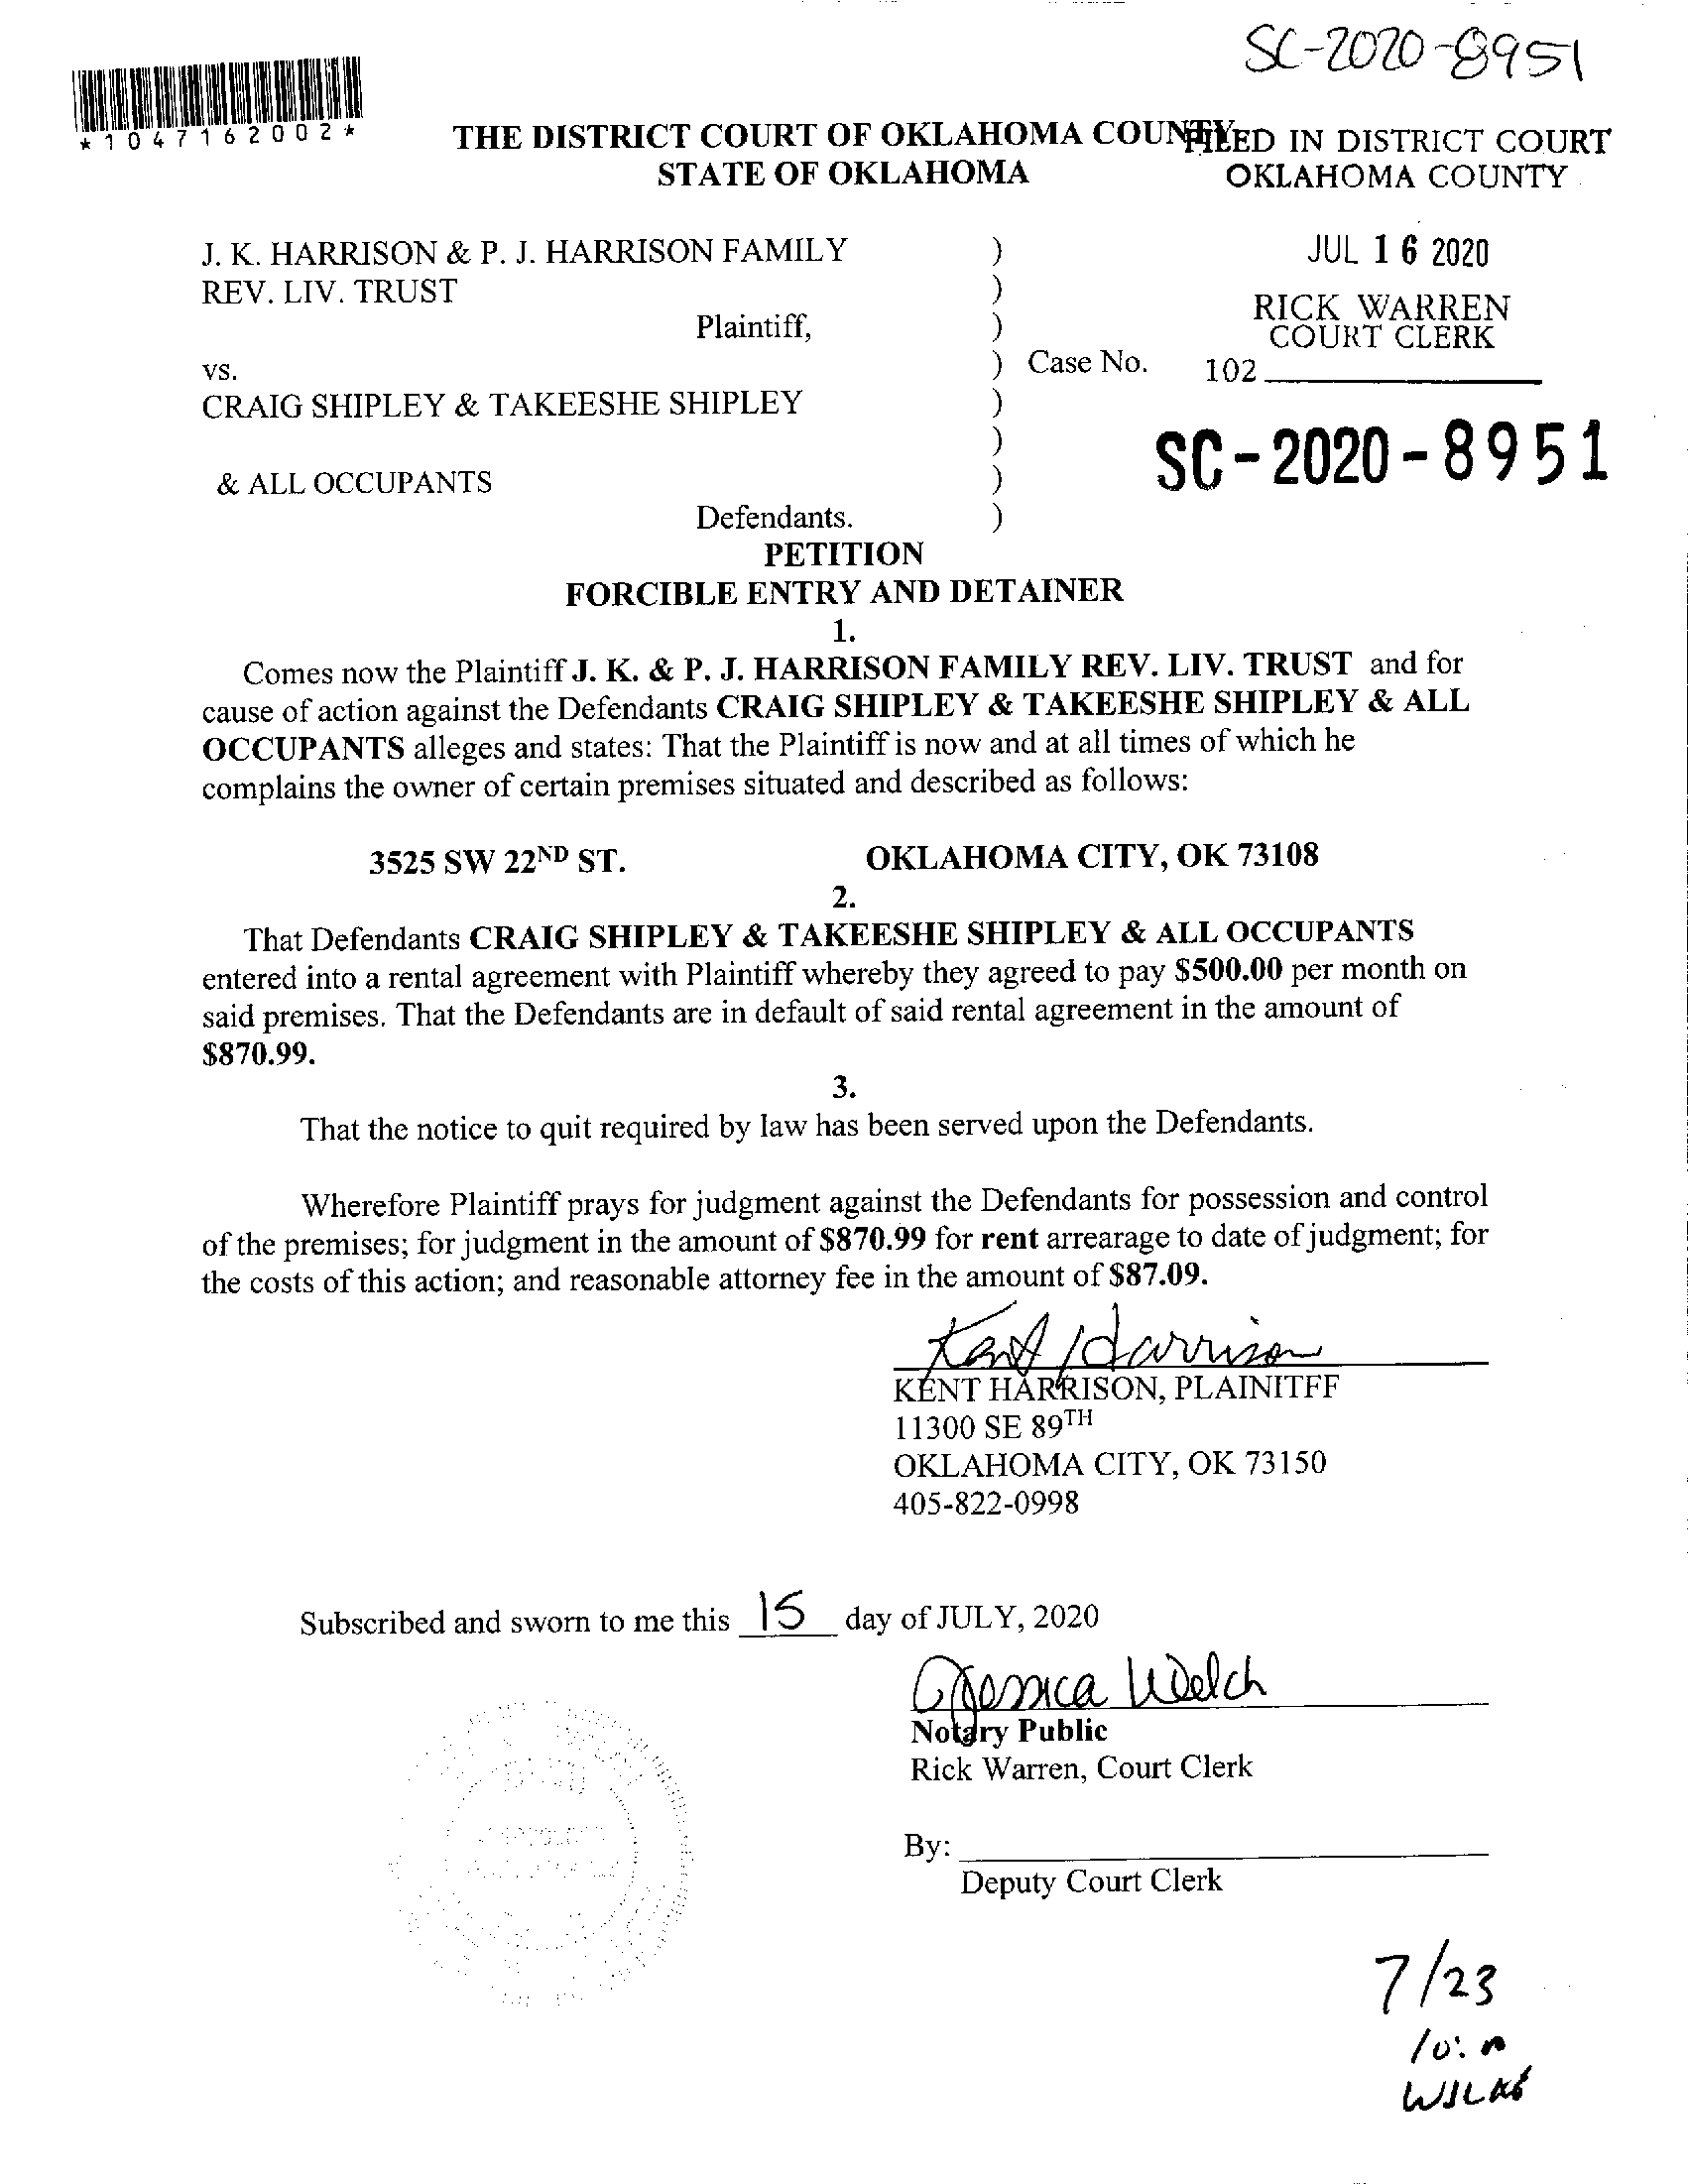 SC-2020-8951
*1047162002*
THE DISTRICT COURT OF OKLAHOMA COUNTY
STATE OF OKLAHOMA
FILED IN DISTRICT COURT
OKLAHOMA COUNTY
JUL 16 2020
RICK WARREN
COURT CLERK
102
J. K. HARRISON & P. J. HARRISON FAMILY )
REV. LIV. TRUST )
Plaintiff, )
vs. ) Case No.
CRAIG SHIPLEY & TAKEESHE SHIPLEY )
)
SC-2020-8951
& ALL OCCUPANTS )
Defendants. )
PETITION
FORCIBLE ENTRY AND DETAINER
1.
Comes now the Plaintiff J. K. & P. J. HARRISON FAMILY REV. LIV. TRUST and for
cause of action against the Defendants CRAIG SHIPLEY & TAKEESHE SHIPLEY & ALL
OCCUPANTS alleges and states: That the Plaintiff is now and at all times of which he
complains the owner of certain premises situated and described as follows:
3525 SW 22ND ST. OKLAHOMA CITY, OK 73108
2.
That Defendants CRAIG SHIPLEY & TAKEESHE SHIPLEY & ALL OCCUPANTS
entered into a rental agreement with Plaintiff whereby they agreed to pay $500.00 per month on
said premises. That the Defendants are in default of said rental agreement in the amount of
$870.99.
3.
That the notice to quit required by law has been served upon the Defendants.
Wherefore Plaintiff prays for judgment against the Defendants for possession and control
of the premises; for judgment in the amount of $870.99 for rent arrearage to date of judgment; for
the costs of this action; and reasonable attorney fee in the amount of $87.09.
Kent Harrison
KENT HARRISON, PLAINITFF
11300 SE 89TH
OKLAHOMA CITY, OK 73150
405-822-0998
Subscribed and sworn to me this 15 day of JULY, 2020
Jessica Welch
Notary Public
Rick Warren, Court Clerk
By:
Deputy Court Clerk
7/23